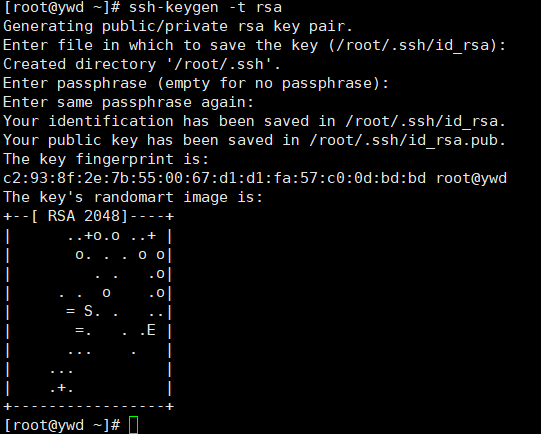 [root@ywd ~]# ssh-keygen -t rsa
Generating public/private rsa key pair.
Enter file in which to save the key (/root/.ssh/id_rsa):
Created directory '/root/.ssh'.
Enter passphrase (empty for no passphrase):
Enter same passphrase again:
Your identification has been saved in /root/.ssh/id_rsa.
Your public key has been saved in /root/.ssh/id_rsa.pub.
The key fingerprint is:
c2:93:8f:2e:7b:55:00:67:d1:d1:fa:57:c0:0d:bd:bd root@ywd
The key's randomart image is:
+--[ RSA 2048]----+
|      ..+o.o ..+ |
|       o. . . o o|
|         . .   .o|
|     . .  o    .o|
|      = S. .   ..|
|       =.   . .E |
|      ...    .   |
|    ...          |
|    .+.          |
+-----------------+
[root@ywd ~]#